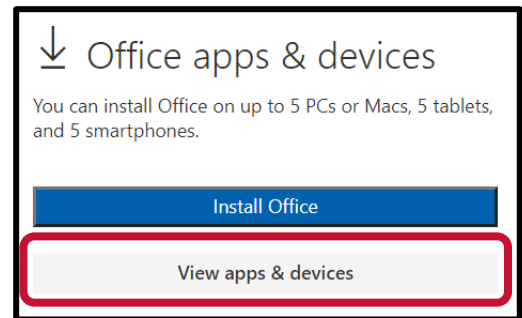 Office apps & devices
You can install Office on up to 5 PCs or Macs, 5 tablets,
and 5 smartphones.
Install Office
View apps & devices